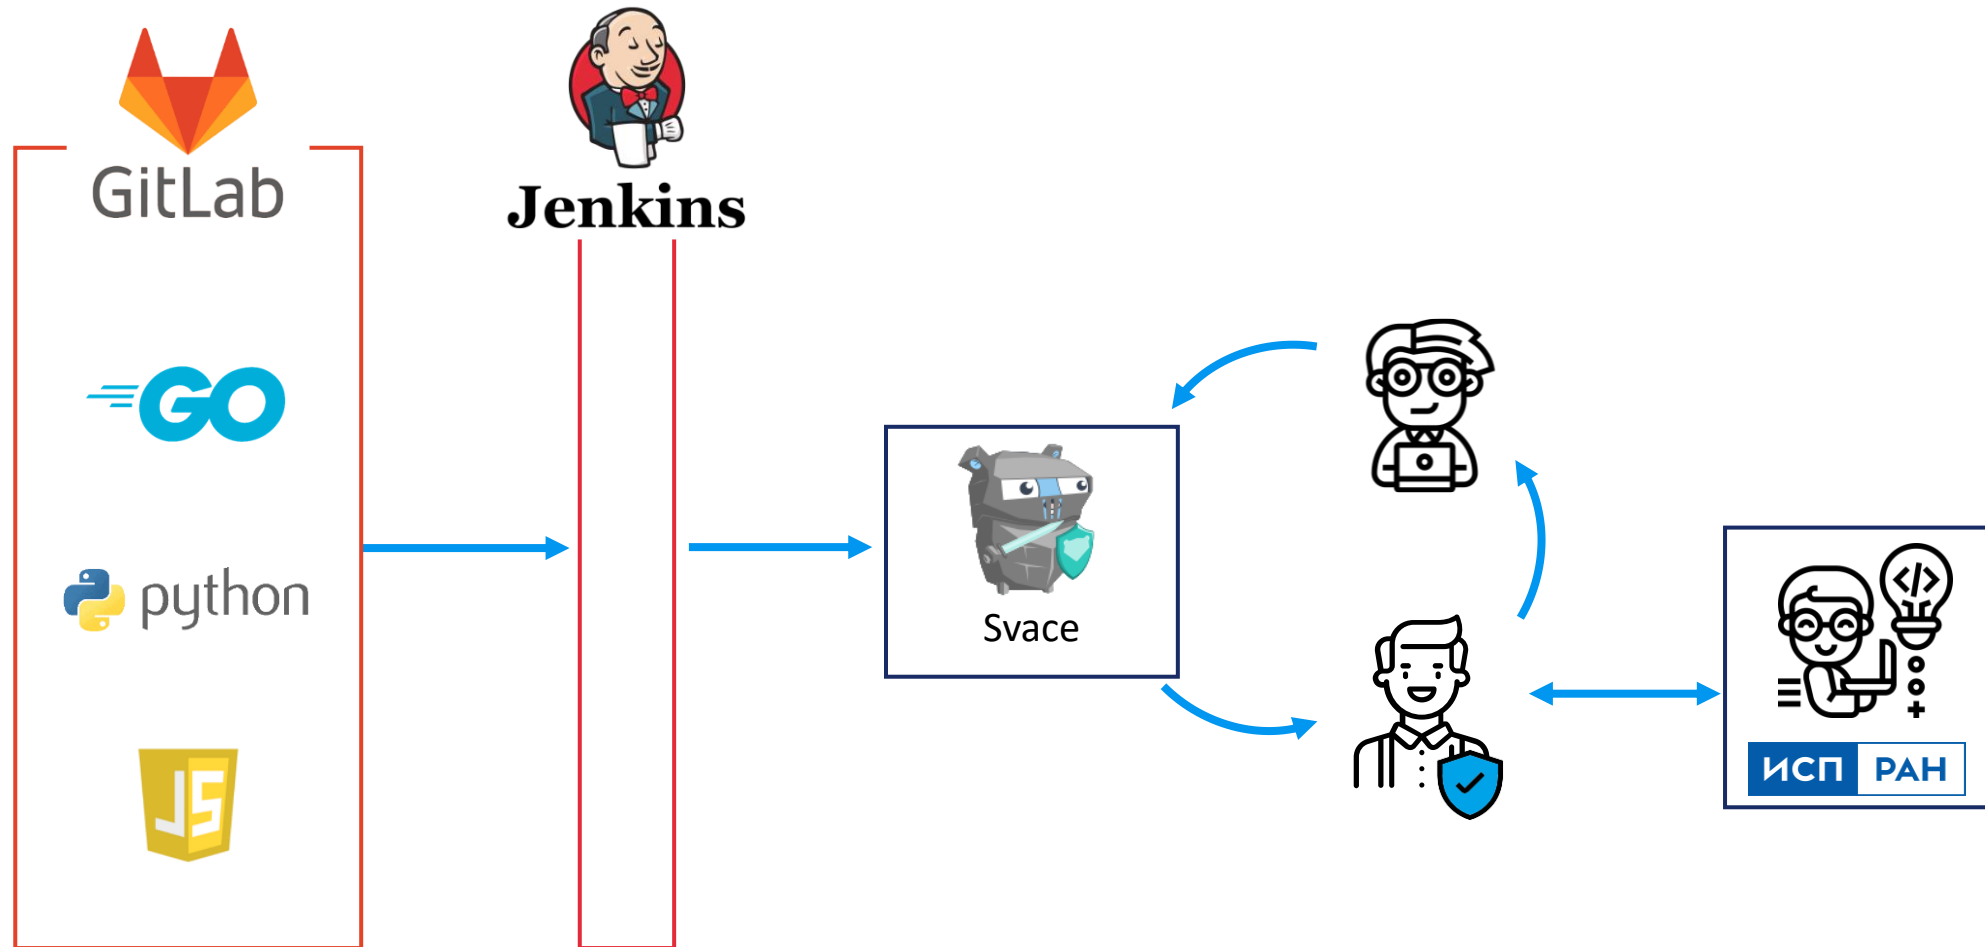 GitLab
Jenkins
GO
python
JS
Svace
ИСП РАН